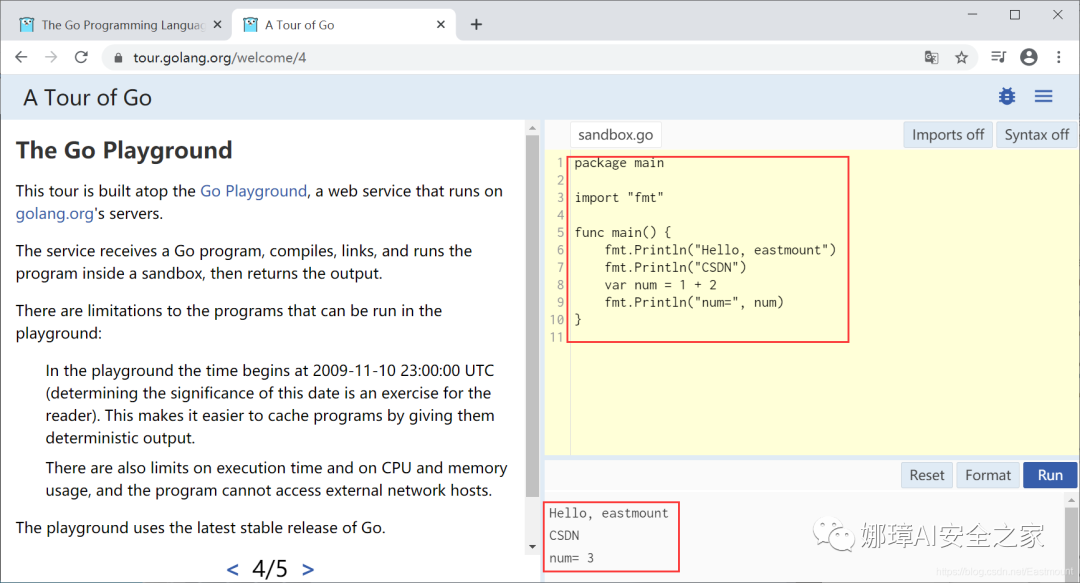 The Go Programming Languag
A Tour of Go
tour.golang.org/welcome/4
A Tour of Go
The Go Playground
This tour is built atop the Go Playground, a web service that runs on
golang.org's servers.
The service receives a Go program, compiles, links, and runs the
program inside a sandbox, then returns the output.
There are limitations to the programs that can be run in the
playground:
In the playground the time begins at 2009-11-10 23:00:00 UTC
(determining the significance of this date is an exercise for the
reader). This makes it easier to cache programs by giving them
deterministic output.
There are also limits on execution time and on CPU and memory
usage, and the program cannot access external network hosts.
The playground uses the latest stable release of Go.
< 4/5 >
sandbox.go
Imports off
Syntax off
1 package main
2
3 import "fmt"
4
5 func main() {
6 fmt.Println("Hello, eastmount")
7 fmt.Println("CSDN")
8 var num = 1 + 2
9 fmt.Println("num=", num)
10 }
11
Reset
Format
Run
Hello, eastmount
CSDN
num= 3
娜璋AI安全之家
https://blog.csdn.net/Eastmount